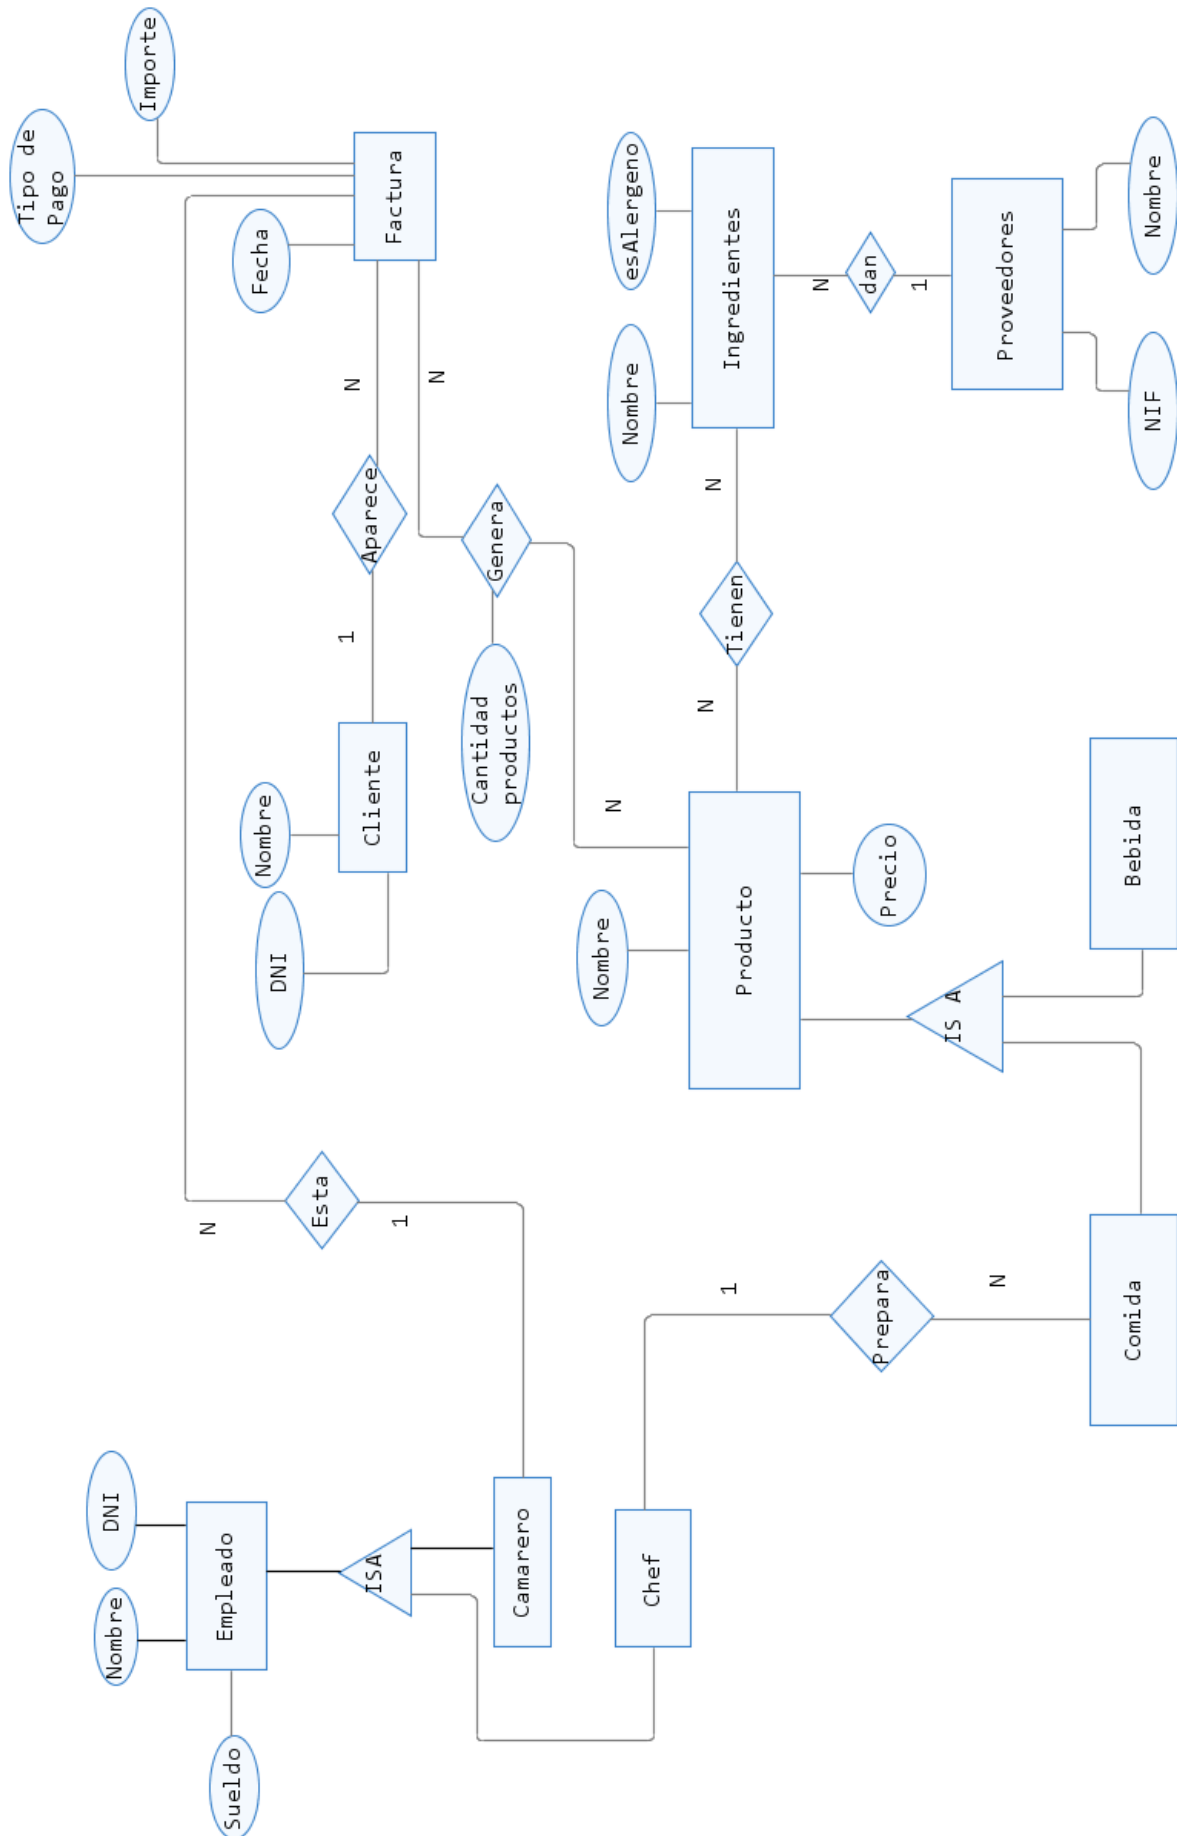 Sueldo
Nombre
DNI
Empleado
ISA
Camarero
Chef
N
Esta
1
1
Prepara
N
Comida
DNI
Nombre
Cliente
1
Aparece
N
Fecha
Tipo de
Pago
Importe
Factura
N
Genera
Cantidad
productos
N
Nombre
Producto
Precio
IS A
Bebida
N
Tienen
N
Nombre
esAlergeno
Ingredientes
N
dan
1
Proveedores
NIF
Nombre